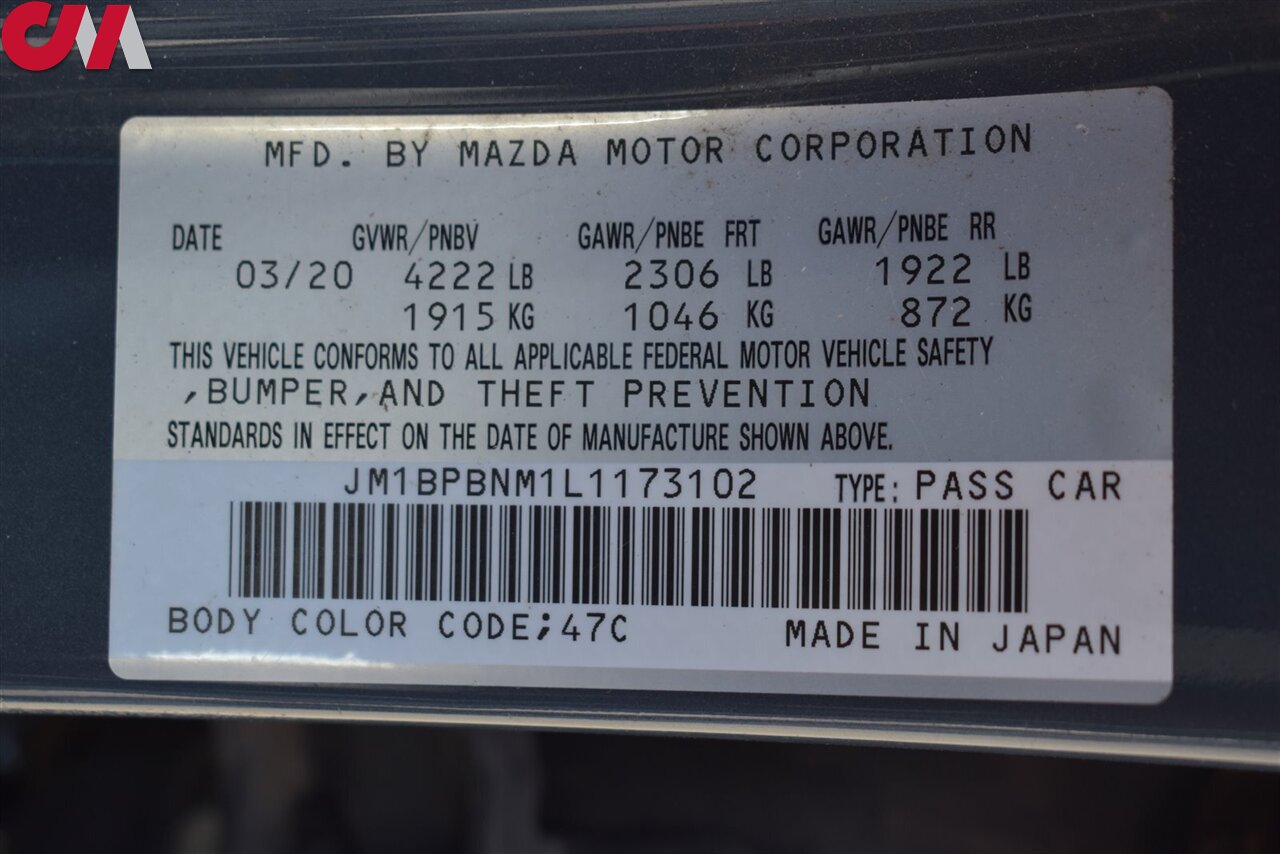 CMA
MFD. BY MAZDA MOTOR CORPORATION
DATE GVWR/PNBV GAWR/PNBE FRT GAWR/PNBE RR
03/20 4222 LB 2306 LB 1922 LB
1915 KG 1046 KG 872 KG
THIS VEHICLE CONFORMS TO ALL APPLICABLE FEDERAL MOTOR VEHICLE SAFETY
,BUMPER,AND THEFT PREVENTION
STANDARDS IN EFFECT ON THE DATE OF MANUFACTURE SHOWN ABOVE.
JM1BPBNM1L1173102 TYPE: PASS CAR
BODY COLOR CODE;47C MADE IN JAPAN